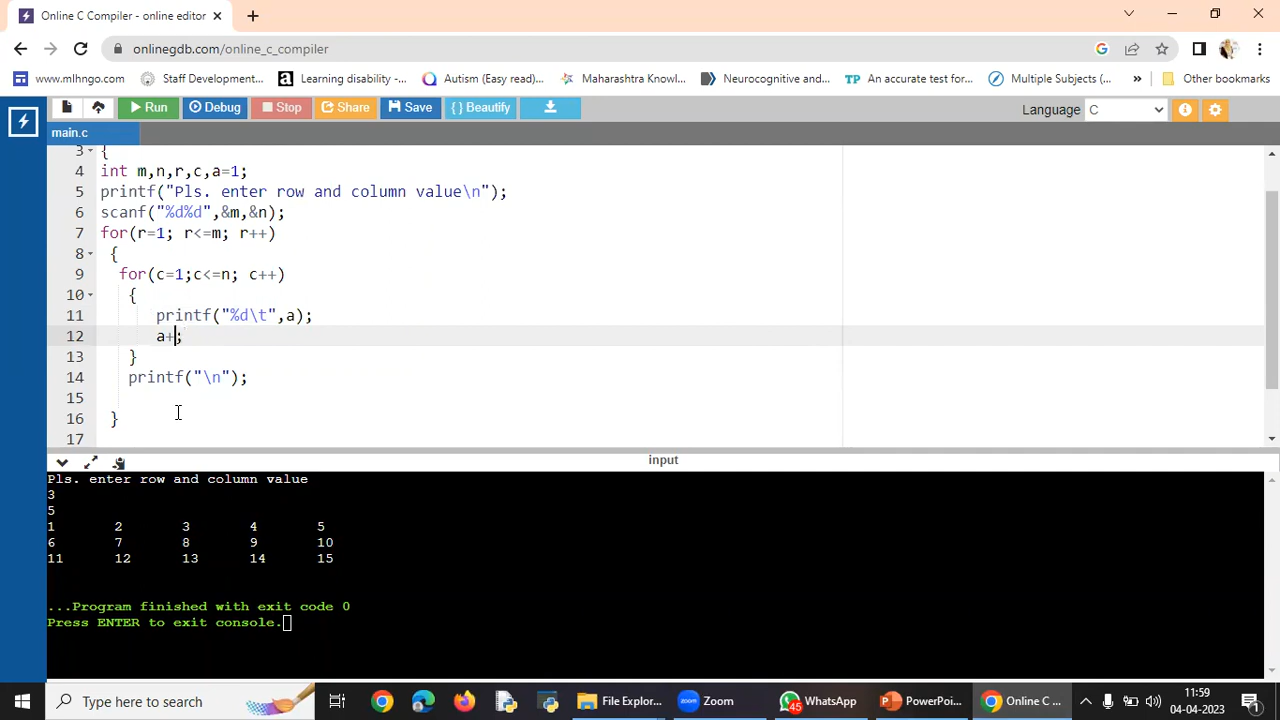 Online C Compiler - online editor
onlinegdb.com/online_c_compiler
www.mlhngo.com Staff Development... Learning disability -... Autism (Easy read)... Maharashtra Knowl... Neurocognitive and... An accurate test for... Multiple Subjects (... » Other bookmarks
Run Debug Stop Share Save { } Beautify Language C
main.c
3 {
4 int m,n,r,c,a=1;
5 printf("Pls. enter row and column value\n");
6 scanf("%d%d",&m,&n);
7 for(r=1; r<=m; r++)
8 {
9 for(c=1;c<=n; c++)
10 {
11 printf("%d\t",a);
12 a+;
13 }
14 printf("\n");
15
16 }
17
input
Pls. enter row and column value
3
5
1 2 3 4 5
6 7 8 9 10
11 12 13 14 15
...Program finished with exit code 0
Press ENTER to exit console.
Type here to search File Explor... Zoom 45 WhatsApp PowerPoi... Online C ... 11:59
04-04-2023 1